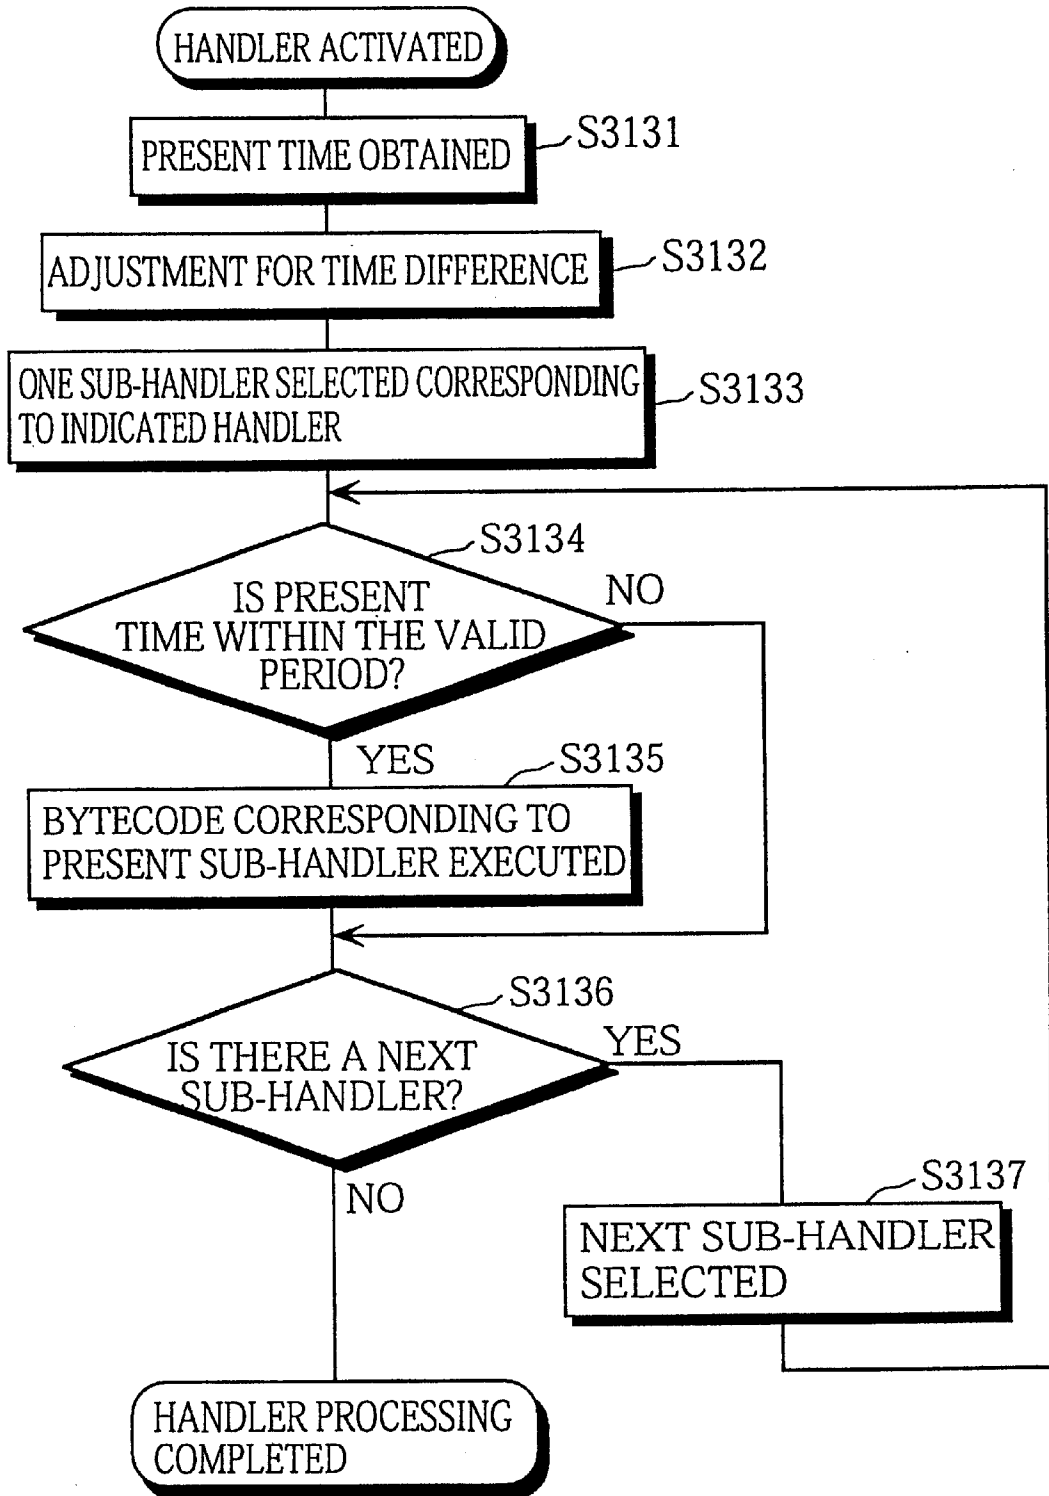 HANDLER ACTIVATED
PRESENT TIME OBTAINED
S3131
ADJUSTMENT FOR TIME DIFFERENCE
S3132
ONE SUB-HANDLER SELECTED CORRESPONDING
TO INDICATED HANDLER
S3133
S3134
IS PRESENT
TIME WITHIN THE VALID
PERIOD?
NO
YES
S3135
BYTECODE CORRESPONDING TO
PRESENT SUB-HANDLER EXECUTED
S3136
IS THERE A NEXT
SUB-HANDLER?
YES
NO
S3137
NEXT SUB-HANDLER
SELECTED
HANDLER PROCESSING
COMPLETED